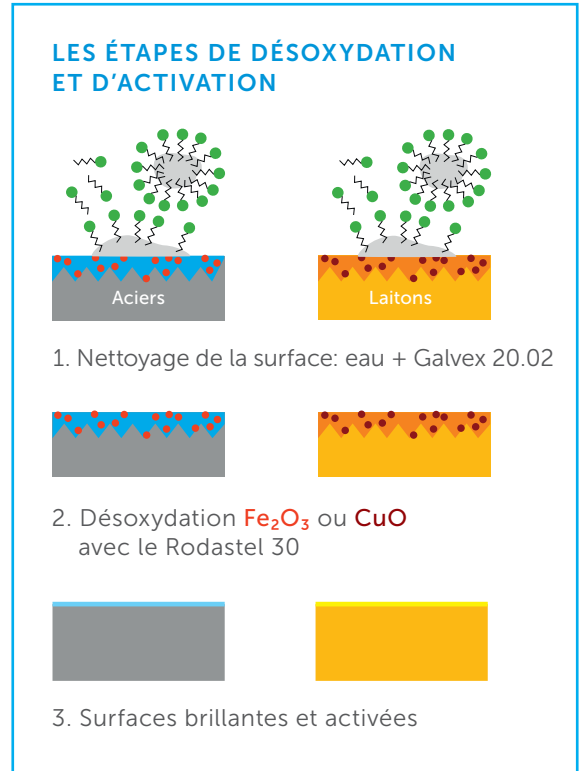 LES ÉTAPES DE DÉSOXYDATION
ET D'ACTIVATION
Aciers
Laitons
1. Nettoyage de la surface: eau + Galvex 20.02
2. Désoxydation Fe₂O₃ ou CuO
avec le Rodastel 30
3. Surfaces brillantes et activées